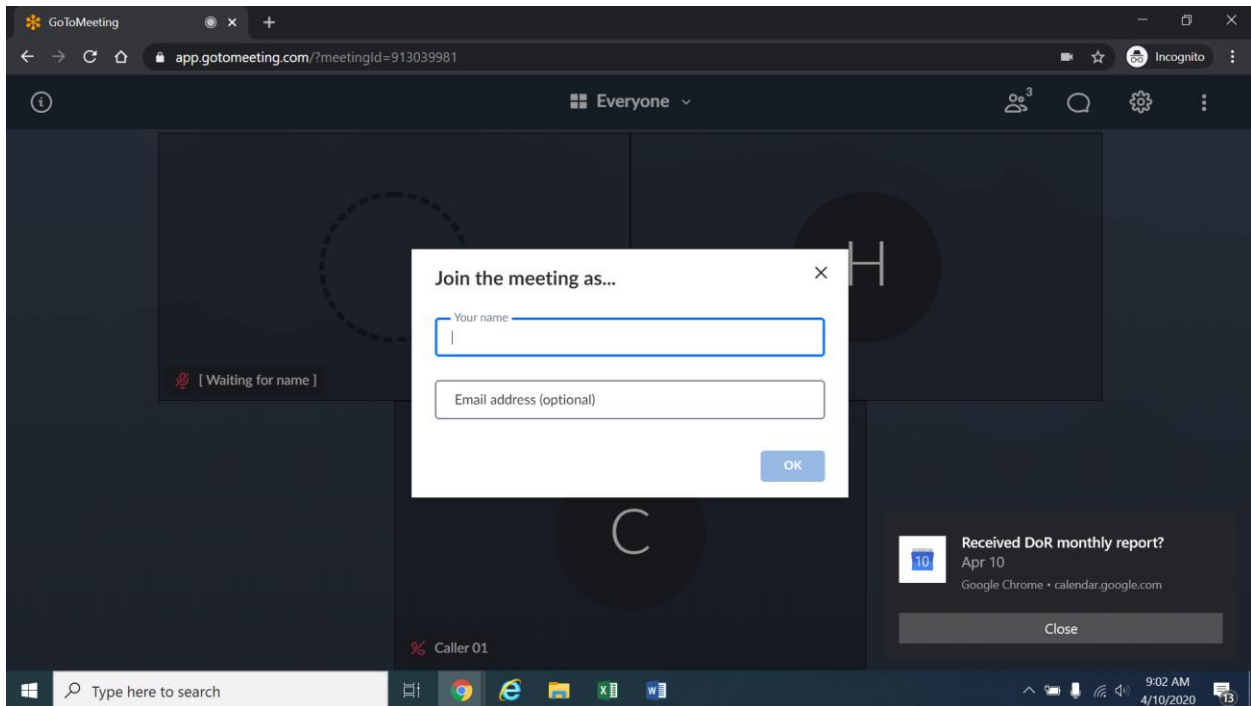 GoToMeeting
app.gotomeeting.com/?meetingId=913039981
Incognito
Everyone
3
H
Join the meeting as...
Your name
[ Waiting for name ]
Email address (optional)
OK
C
Received DoR monthly report?
10
Apr 10
Google Chrome • calendar.google.com
Close
Caller 01
Type here to search
9:02 AM
4/10/2020
13